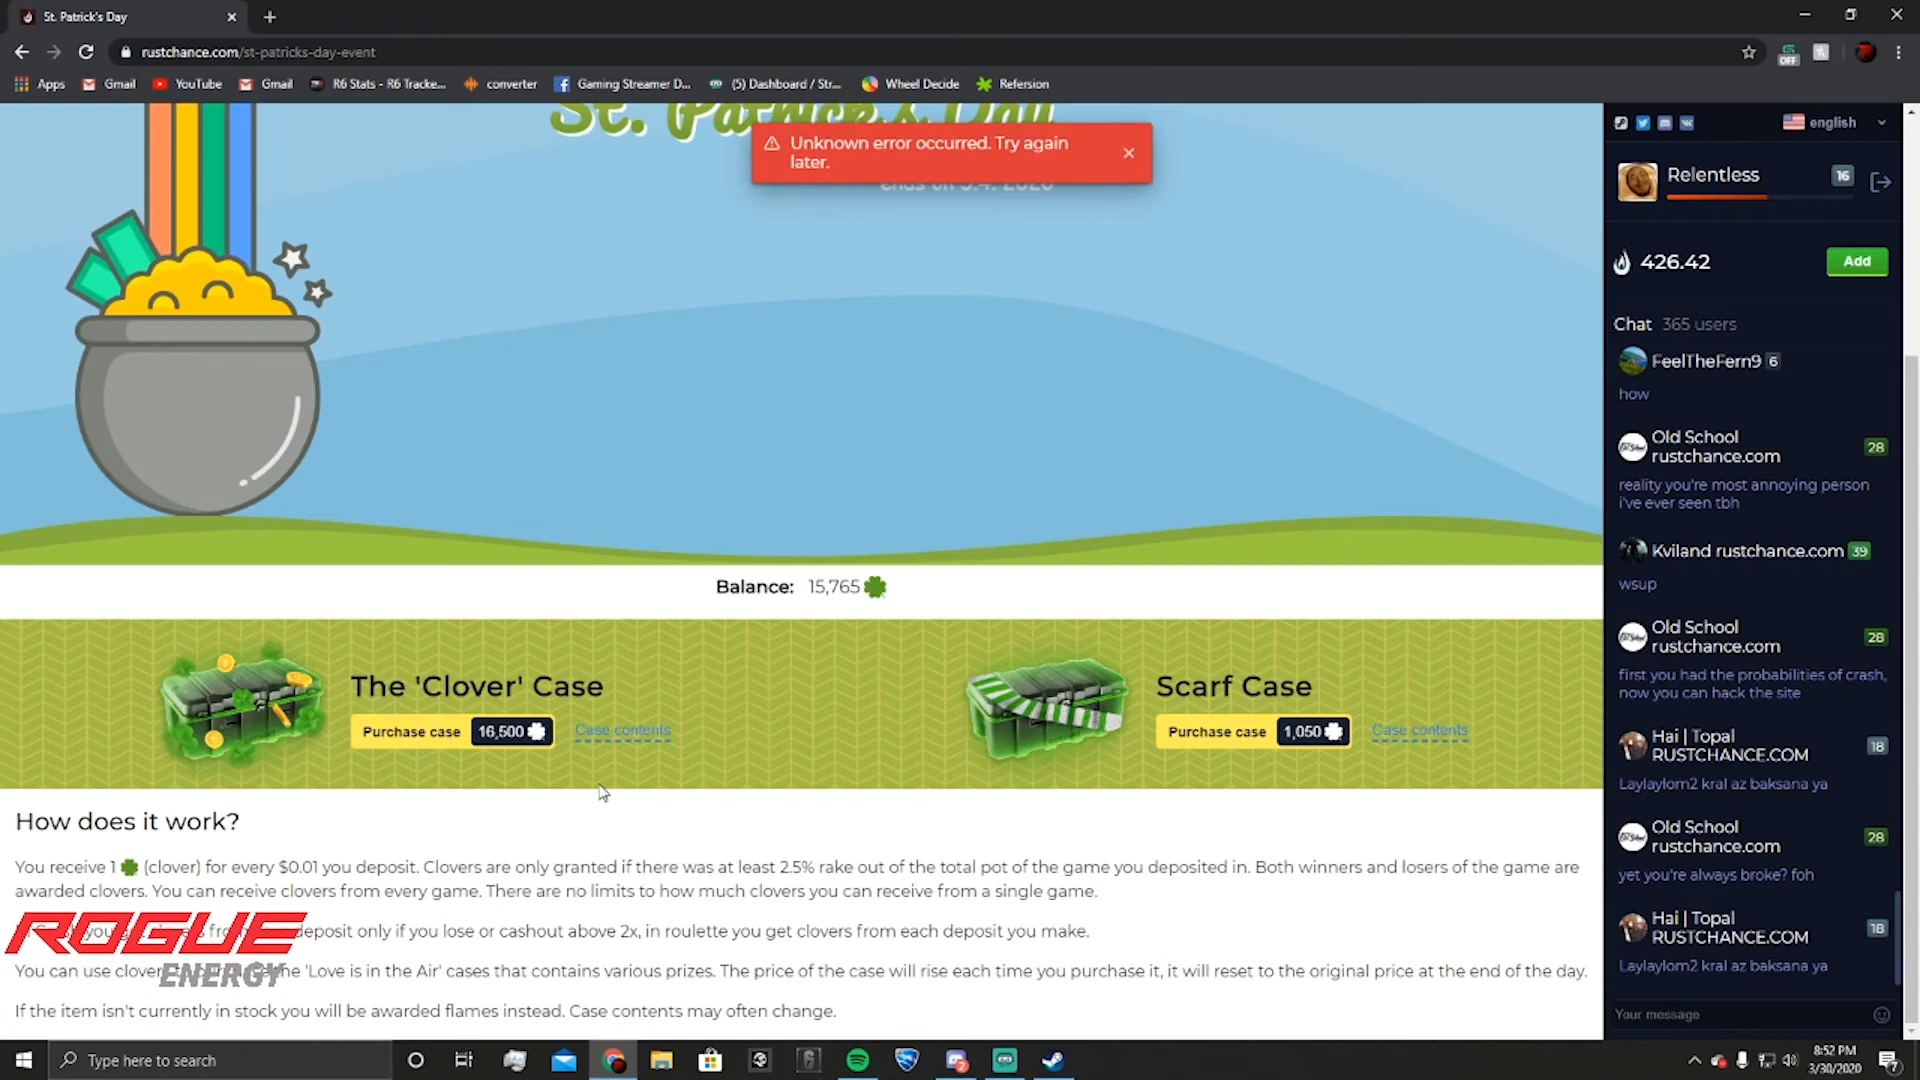 St. Patrick's Day
rustchance.com/st-patricks-day-event
Apps
Gmail
YouTube
Gmail
R6 Stats - R6 Tracke...
converter
Gaming Streamer D...
(5) Dashboard / Str...
Wheel Decide
Refersion
OFF
St. Patrick's Day
Unknown error occurred. Try again
later.
ends on 5.4. 2020
Balance: 15,765
The 'Clover' Case
Purchase case 16,500 Case contents
Scarf Case
Purchase case 1,050 Case contents
How does it work?
You receive 1 (clover) for every $0.01 you deposit. Clovers are only granted if there was at least 2.5% rake out of the total pot of the game you deposited in. Both winners and losers of the game are
awarded clovers. You can receive clovers from every game. There are no limits to how much clovers you can receive from a single game.
deposit only if you lose or cashout above 2x, in roulette you get clovers from each deposit you make.
You can use clover the 'Love is in the Air' cases that contains various prizes. The price of the case will rise each time you purchase it, it will reset to the original price at the end of the day.
If the item isn't currently in stock you will be awarded flames instead. Case contents may often change.
ROGUE
ENERGY
english
Relentless 16
426.42 Add
Chat 365 users
FeelTheFern9 6
how
Old School
rustchance.com 28
reality you're most annoying person
i've ever seen tbh
Kviland rustchance.com 39
wsup
Old School
rustchance.com 28
first you had the probabilities of crash,
now you can hack the site
Hai | Topal
RUSTCHANCE.COM 18
Laylaylom2 kral az baksana ya
Old School
rustchance.com 28
yet you're always broke? foh
Hai | Topal
RUSTCHANCE.COM 18
Laylaylom2 kral az baksana ya
Your message
Type here to search
8:52 PM
3/30/2020
7